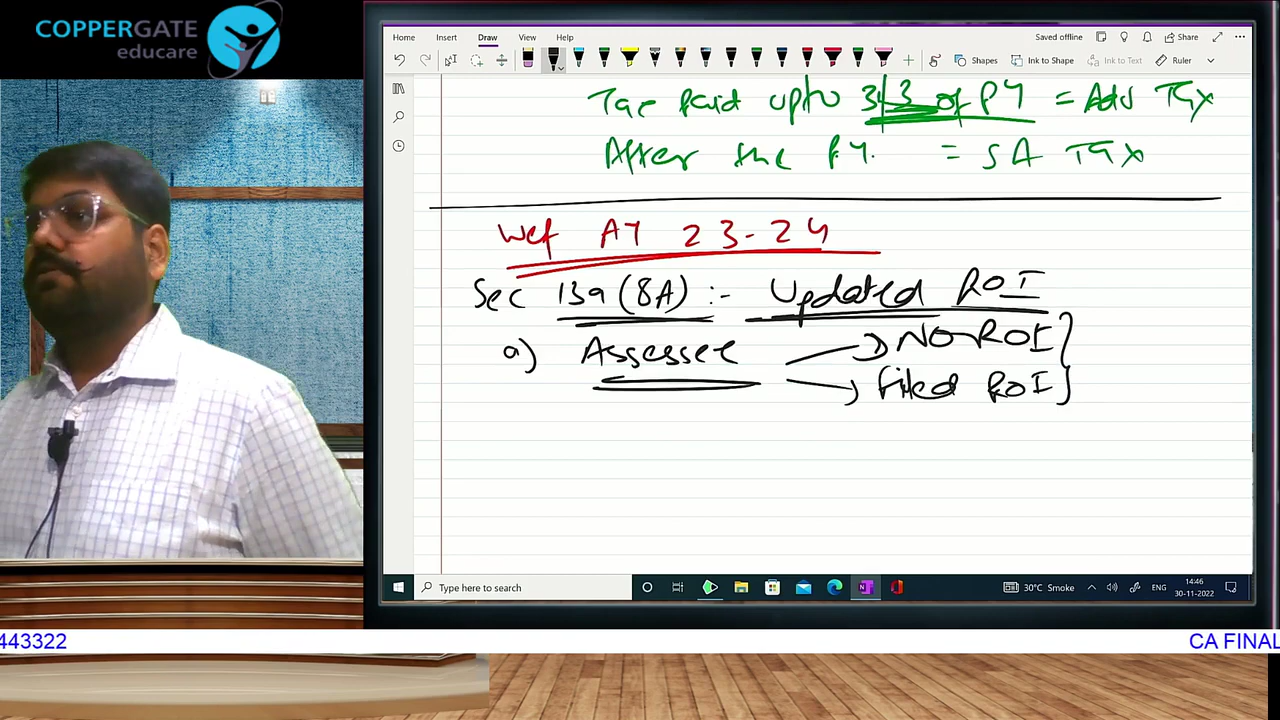 COPPERGATE
educare
Home Insert Draw View Help
Saved offline
Share
Shapes
Ink to Shape
Ink to Text
Ruler
Tax Paid upto 31/3 of PY = Adv Tax
After the P.Y. = SA Tax
Wef AY 23-24
Sec 139(8A) :- Updated ROI
a) Assessee → No ROI
→ Filed ROI
Type here to search
30°C Smoke
ENG
14:46
30-11-2022
443322
CA FINAL